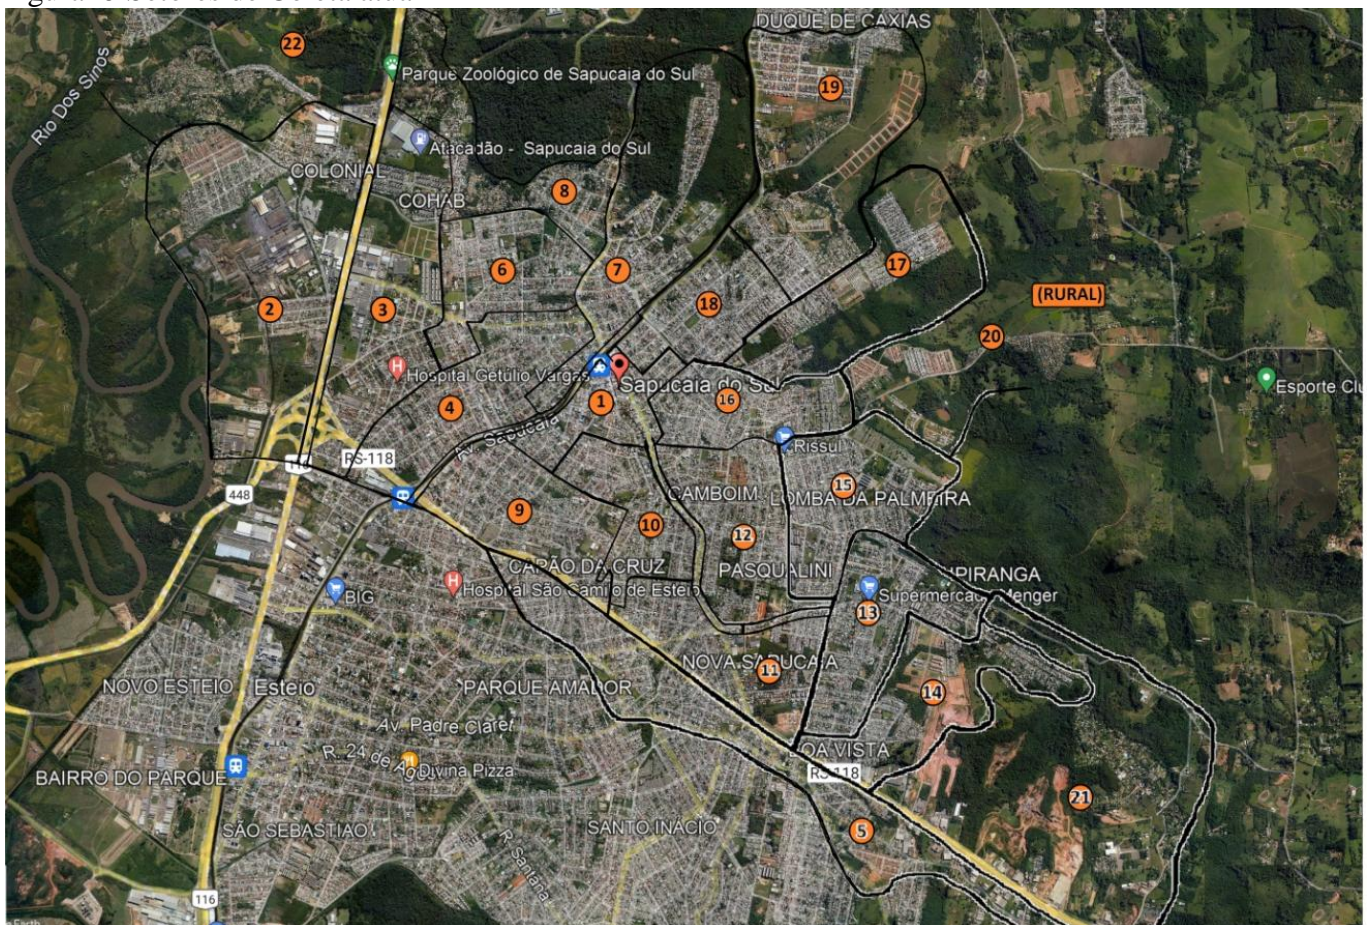 DUQUE DE CAXIAS
22
Parque Zoológico de Sapucaia do Sul
19
Rio Dos Sinos
Atacadão - Sapucaia do Sul
COLONIAL
8
COHAB
6
7
17
2
3
18
(RURAL)
20
Hospital Getúlio Vargas
Sapucaia do Su
Esporte Clu
4
1
16
Av. Sapucaia
Rissul
RS-118
116
448
CAMBOIM
15
LOMBA DA PALMEIRA
9
10
12
CAPÃO DA CRUZ
PASQUALINI
IPIRANGA
BIG
Hospital São Camilo de Esteio
Supermercado Menger
13
NOVA SAPUCAIA
11
NOVO ESTEIO
Esteio
PARQUE AMADOR
14
Av. Padre Claret
OA VISTA
R. 24 de Ag
Divina Pizza
BAIRRO DO PARQUE
RS-118
21
SÃO SEBASTIÃO
SANTO INÁCIO
5
R. Santana
116
Earth